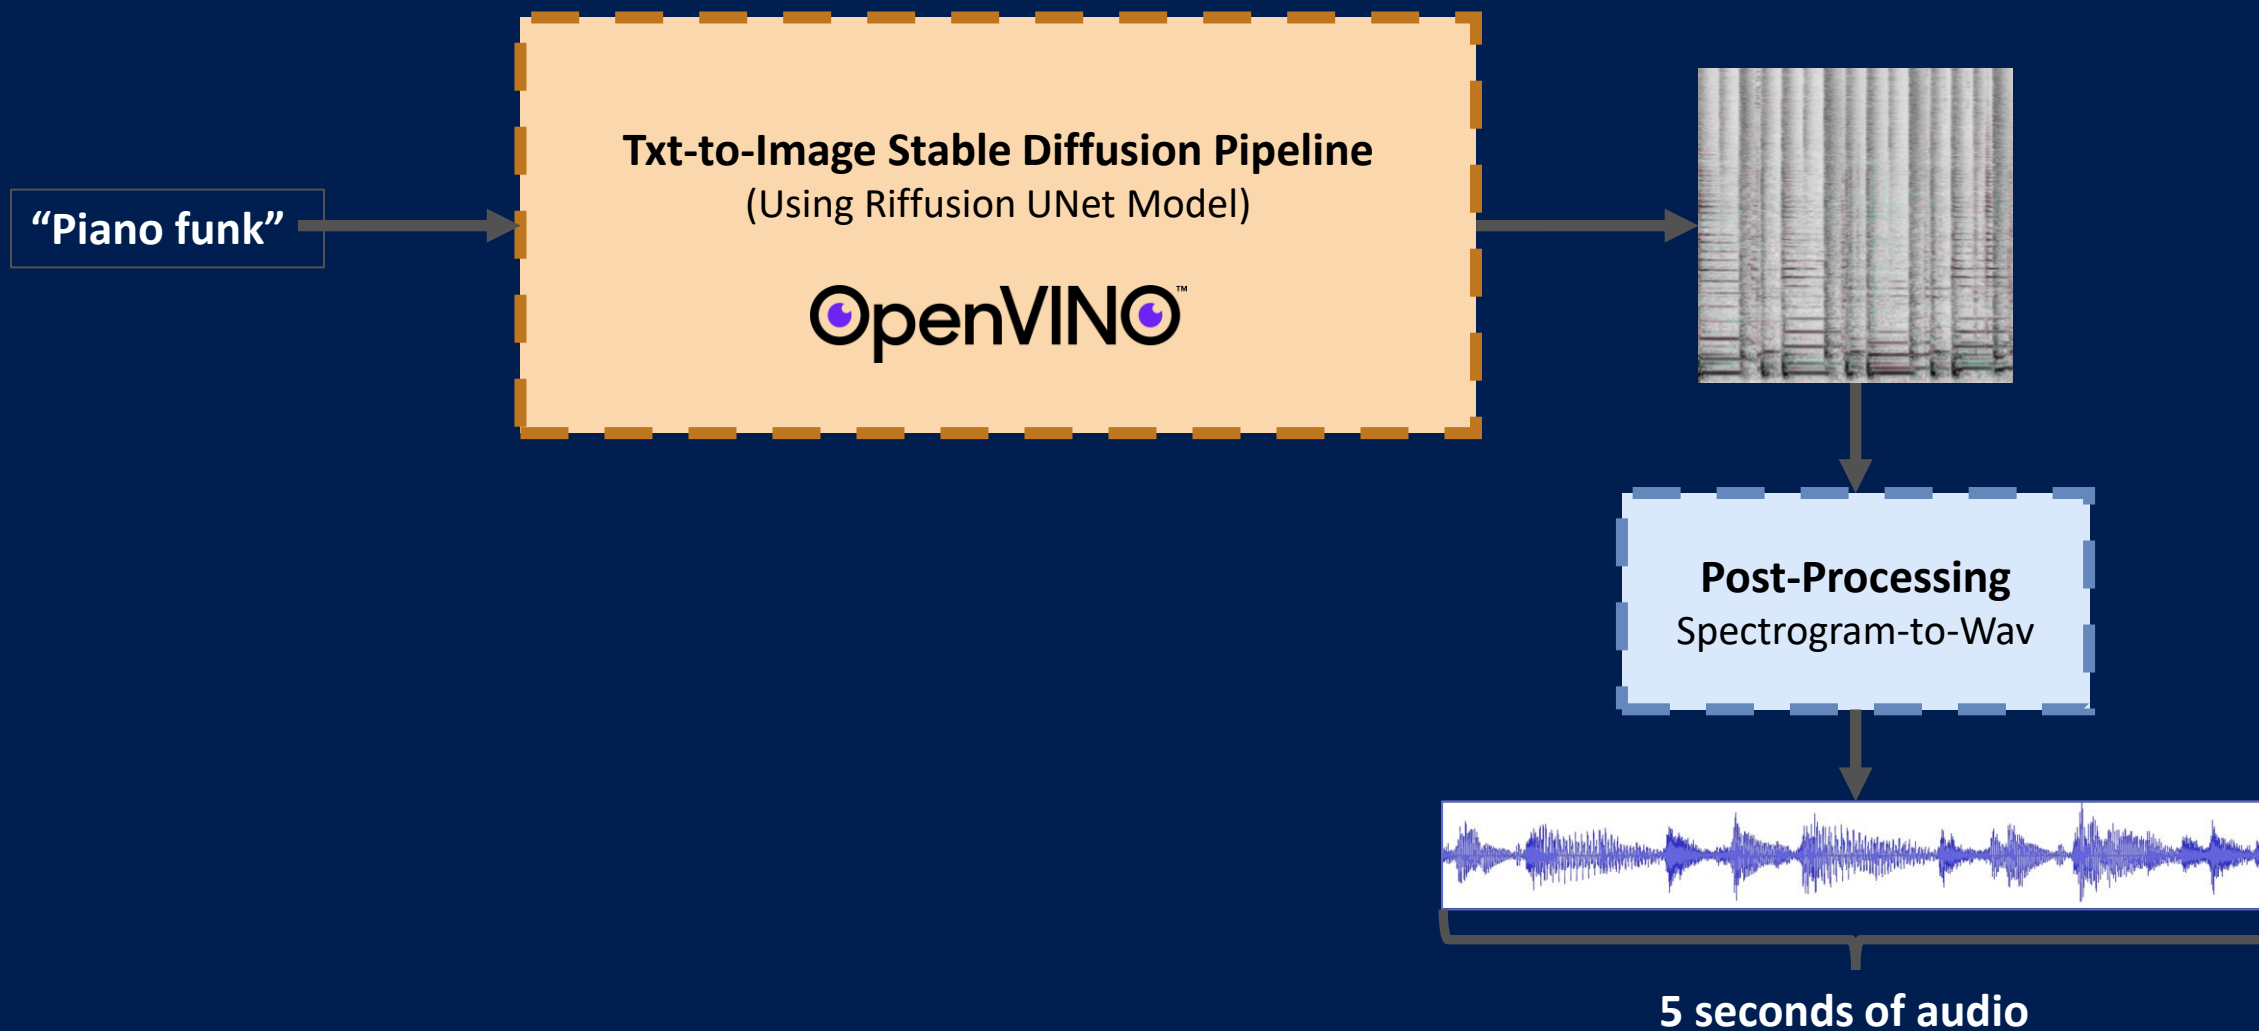 “Piano funk”
Txt-to-Image Stable Diffusion Pipeline
(Using Riffusion UNet Model)
OpenVINO™
Post-Processing
Spectrogram-to-Wav
5 seconds of audio